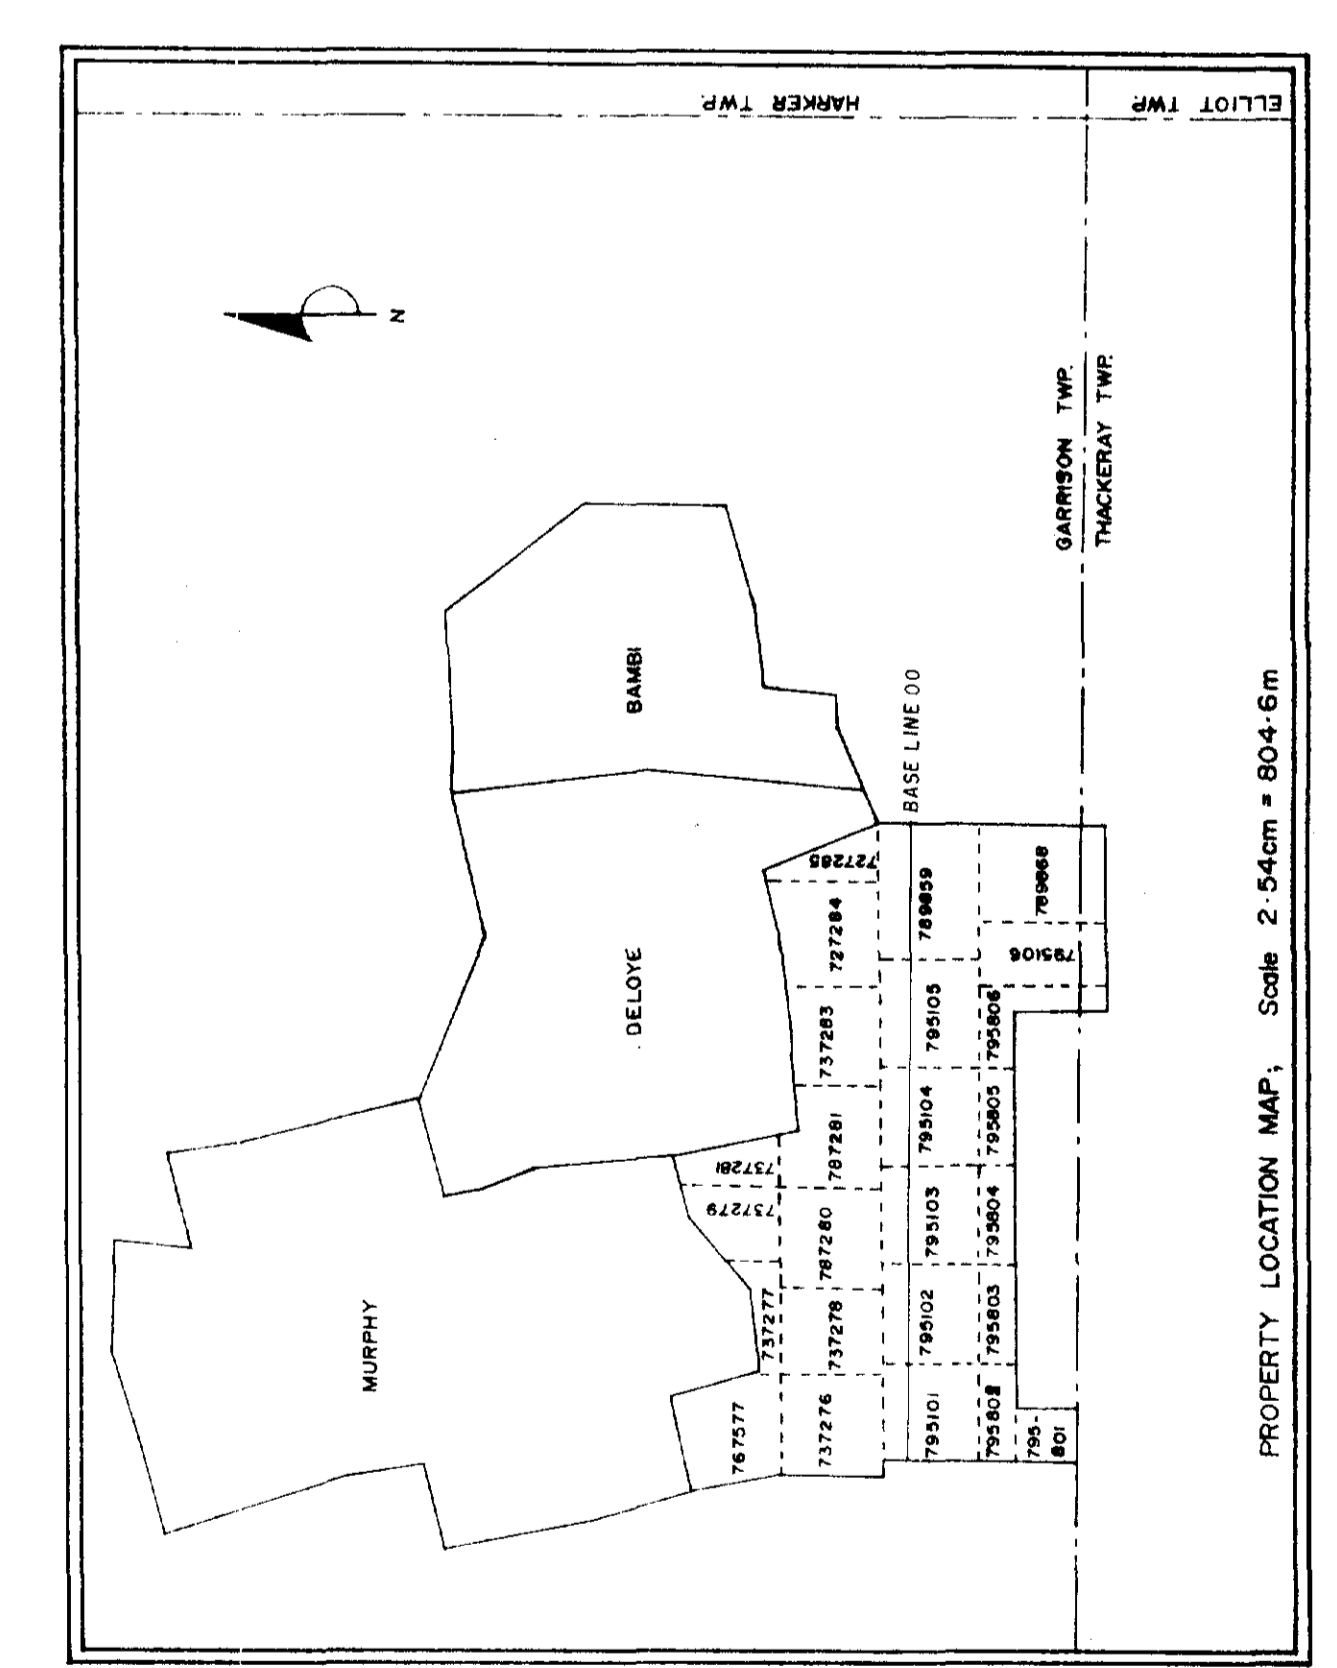 HARKER TWP.
ELLIOT TWP.
N
GARRISON TWP.
THACKERAY TWP.
BAMBI
DELOYE
MURPHY
BASE LINE 00
727285
727284
737283
787281
737281
737279
787280
737277
737278
767577
737276
789859
795105
795104
795103
795102
795101
789868
795106
795806
795805
795804
795803
795802
795-
801
PROPERTY LOCATION MAP; Scale 2·54cm = 804·6m